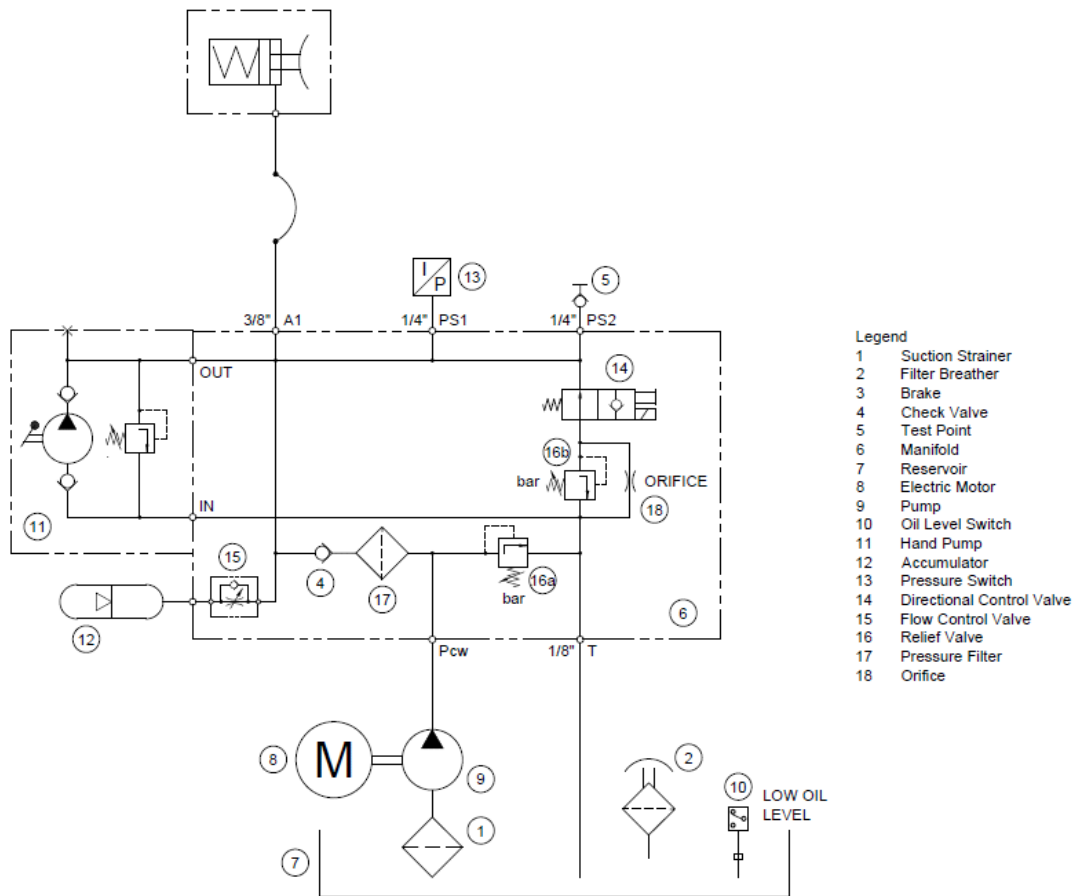 I
P
13
5
3/8" A1
1/4" PS1
1/4" PS2
OUT
14
16b
bar
ORIFICE
18
IN
11
15
4
17
16a
bar
12
6
Pcw
1/8" T
8
M
9
2
10
LOW OIL
LEVEL
7
1
Legend
1 Suction Strainer
2 Filter Breather
3 Brake
4 Check Valve
5 Test Point
6 Manifold
7 Reservoir
8 Electric Motor
9 Pump
10 Oil Level Switch
11 Hand Pump
12 Accumulator
13 Pressure Switch
14 Directional Control Valve
15 Flow Control Valve
16 Relief Valve
17 Pressure Filter
18 Orifice